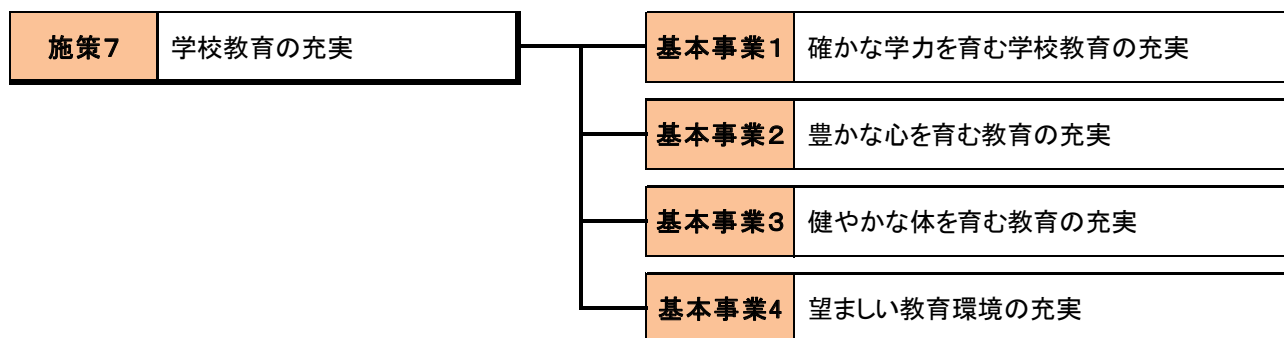 施策7 学校教育の充実
基本事業1 確かな学力を育む学校教育の充実
基本事業2 豊かな心を育む教育の充実
基本事業3 健やかな体を育む教育の充実
基本事業4 望ましい教育環境の充実